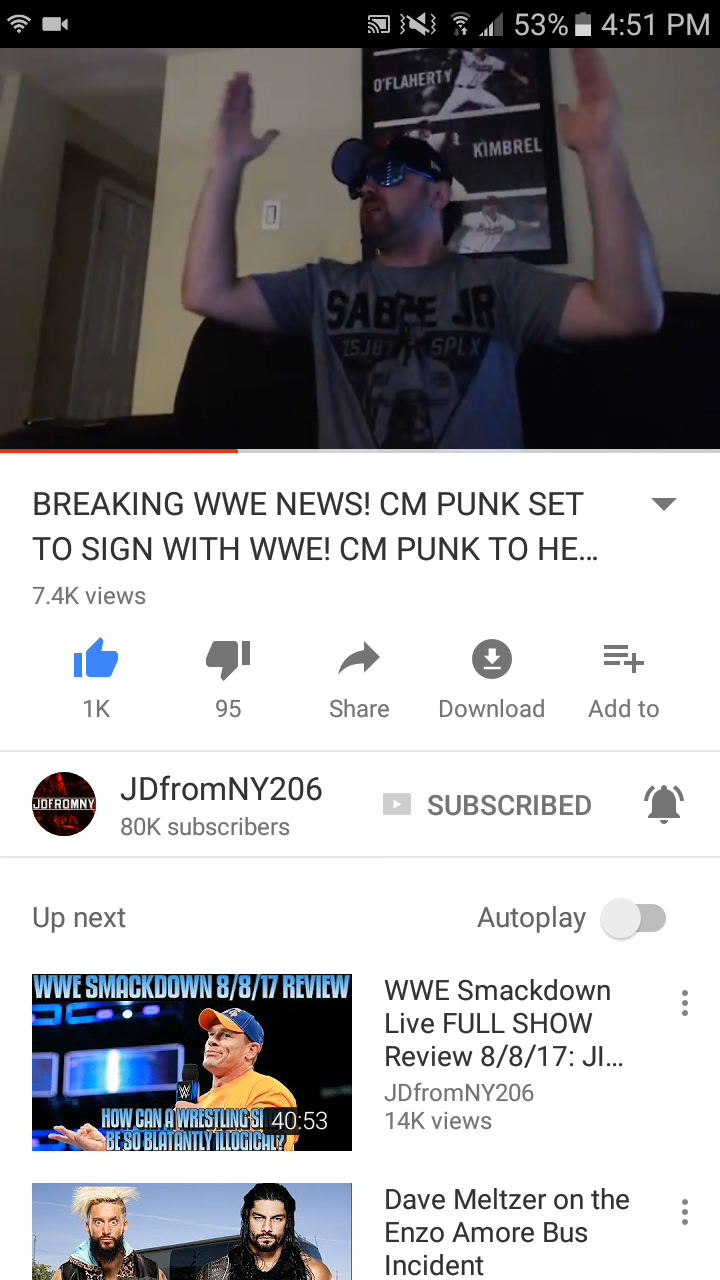 53% 4:51 PM
O'FLAHERTY
KIMBREL
SABRE JR
ZSJ87 SPLX
BREAKING WWE NEWS! CM PUNK SET
TO SIGN WITH WWE! CM PUNK TO HE...
7.4K views
1K
95
Share
Download
Add to
JDFROMNY
JDfromNY206
80K subscribers
SUBSCRIBED
Up next
Autoplay
WWE SMACKDOWN 8/8/17 REVIEW
W
HOW CAN A WRESTLING S
BE SO BLATANTLY ILLOGICAL?
40:53
WWE Smackdown
Live FULL SHOW
Review 8/8/17: JI...
JDfromNY206
14K views
Dave Meltzer on the
Enzo Amore Bus
Incident